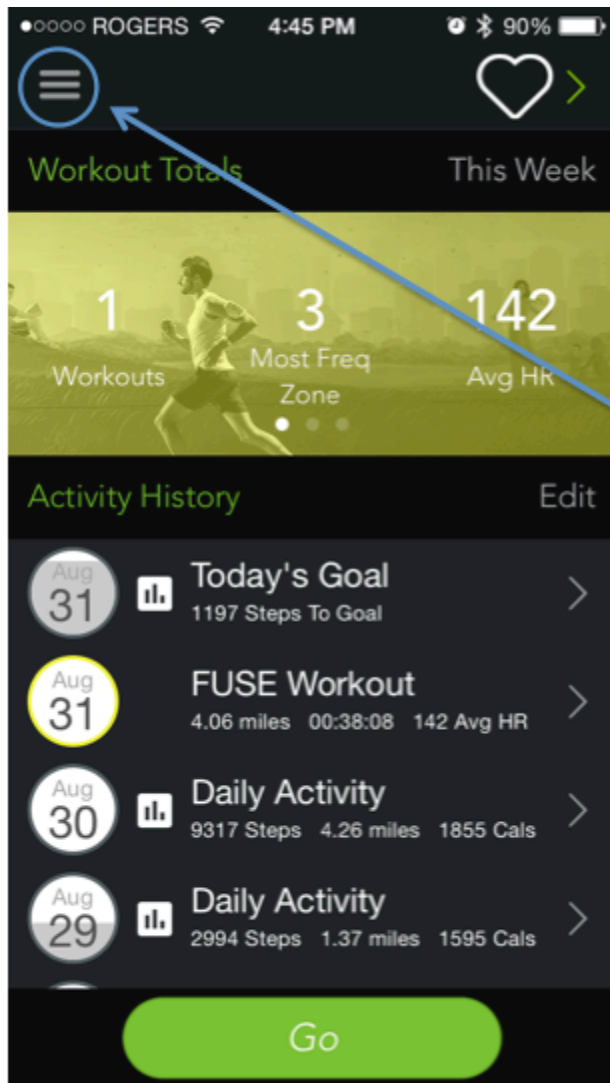 ROGERS 4:45 PM 90%
Workout Totals This Week
1 3 142
Workouts Most Freq Zone Avg HR
Activity History Edit
Aug 31 Today's Goal
1197 Steps To Goal
Aug 31 FUSE Workout
4.06 miles 00:38:08 142 Avg HR
Aug 30 Daily Activity
9317 Steps 4.26 miles 1855 Cals
Aug 29 Daily Activity
2994 Steps 1.37 miles 1595 Cals
Go